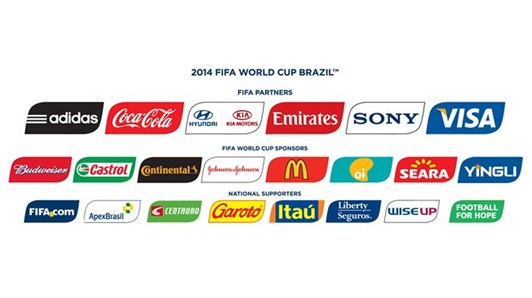 2014 FIFA WORLD CUP BRAZIL™
FIFA PARTNERS
adidas Coca-Cola HYUNDAI KIA MOTORS Emirates SONY VISA
FIFA WORLD CUP SPONSORS
Budweiser Castrol Continental Johnson & Johnson oi SEARA YINGLI
NATIONAL SUPPORTERS
FIFA.com ApexBrasil CENTAURO Garoto Itaú Liberty Seguros. WISE UP FOOTBALL FOR HOPE